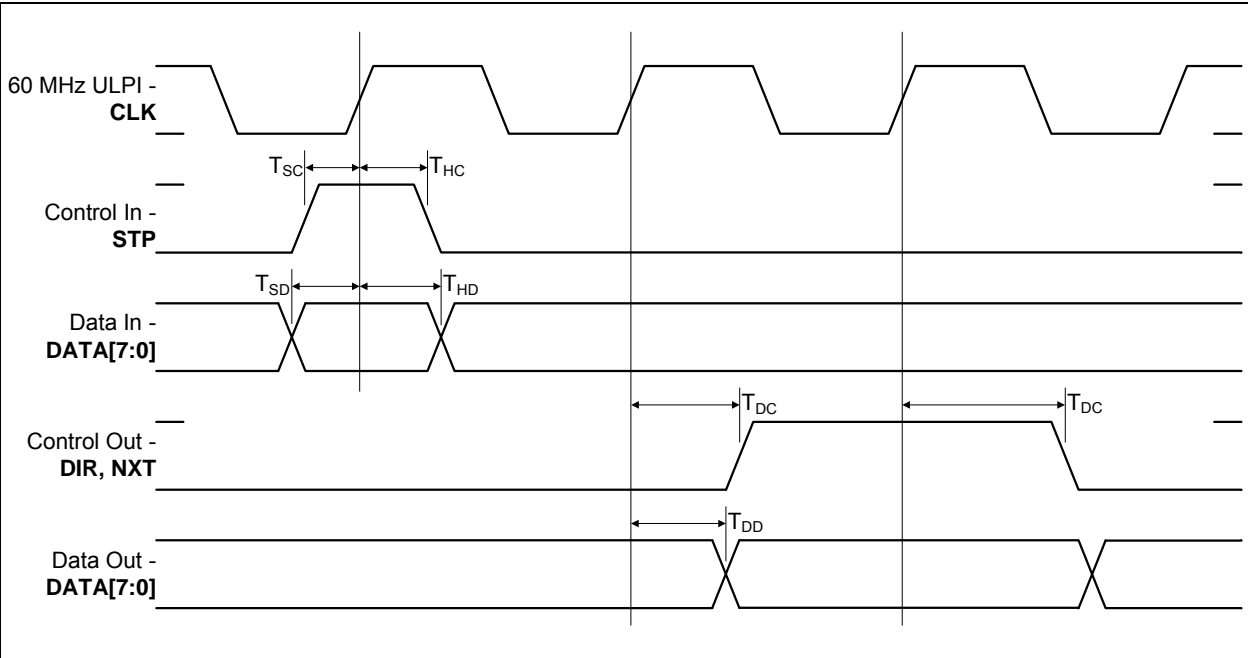 60 MHz ULPI -
CLK
T_SC
T_HC
Control In -
STP
T_SD
T_HD
Data In -
DATA[7:0]
T_DC
T_DC
Control Out -
DIR, NXT
T_DD
Data Out -
DATA[7:0]